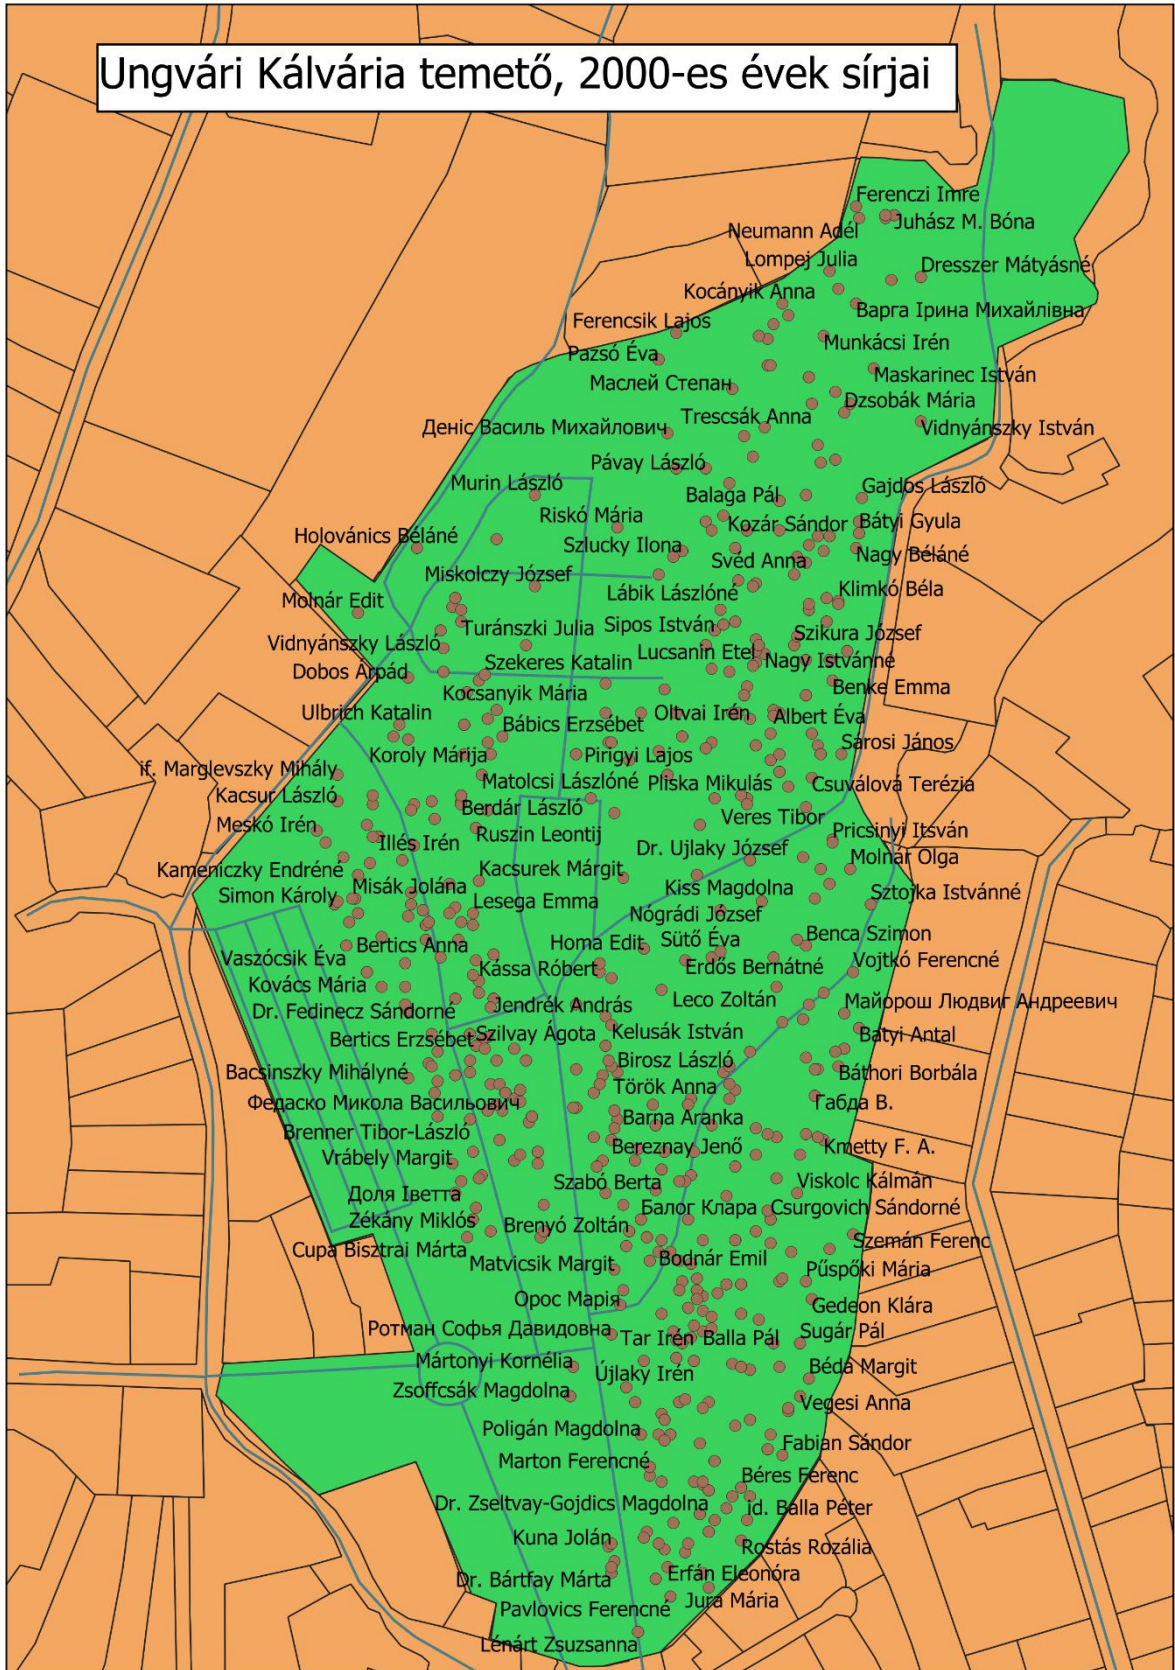 Ungvári Kálvária temető, 2000-es évek sírjai
Ferenczi Imre
Juhász M. Bóna
Neumann Adél
Lompej Julia
Dresszer Mátyásné
Kocányik Anna
Варга Ірина Михайлівна
Ferencsik Lajos
Munkácsi Irén
Pazsó Éva
Maskarinec István
Маслей Степан
Dzsobák Mária
Trescsák Anna
Деніс Василь Михайлович
Vidnyánszky István
Pávay László
Murin László
Balaga Pál
Gajdos László
Riskó Mária
Kozár Sándor
Bátyi Gyula
Holovánics Béláné
Szlucky Ilona
Svéd Anna
Nagy Béláné
Miskolczy József
Lábik Lászlóné
Klimkó Béla
Molnár Edit
Turánszki Julia
Sipos István
Szikura József
Vidnyánszky László
Lucsanin Etel
Dobos Árpád
Szekeres Katalin
Nagy Istvánné
Kocsanyik Mária
Benke Emma
Ulbrich Katalin
Bábics Erzsébet
Oltvai Irén
Albert Éva
Koroly Márija
Pirigyi Lajos
Sárosi János
if. Marglevszky Mihály
Matolcsi Lászlóné
Pliska Mikulás
Csuválová Terézia
Kacsur László
Berdár László
Veres Tibor
Meskó Irén
Illés Irén
Ruszin Leontij
Pricsinyi Itsván
Dr. Ujlaky József
Molnár Olga
Kameniczky Endréné
Kacsurek Márgit
Simon Károly
Misák Jolána
Kiss Magdolna
Sztojka Istvánné
Lesega Emma
Nógrádi József
Bertics Anna
Homa Edit
Sütő Éva
Benca Szimon
Vaszócsik Éva
Kássa Róbert
Erdős Bernátné
Vojtkó Ferencné
Kovács Mária
Leco Zoltán
Майорош Людвиг Андреевич
Dr. Fedinecz Sándorné
Jendrék András
Bertics Erzsébet
Szilvay Ágota
Kelusák István
Batyi Antal
Bacsinszky Mihályné
Birosz László
Báthori Borbála
Török Anna
Федаско Микола Васильович
Габда В.
Barna Aranka
Brenner Tibor-László
Bereznay Jenő
Kmetty F. A.
Vrábely Margit
Szabó Berta
Viskolc Kálmán
Доля Іветта
Балог Клара
Csurgovich Sándorné
Zékány Miklós
Brenyó Zoltán
Cupa Bisztrai Márta
Szemán Ferenc
Matvicsik Margit
Bodnár Emil
Pűspőki Mária
Орос Марія
Gedeon Klára
Ротман Софья Давидовна
Tar Irén
Balla Pál
Sugár Pál
Mártonyi Kornélia
Újlaky Irén
Béda Margit
Zsoffcsák Magdolna
Vegesi Anna
Poligán Magdolna
Fabian Sándor
Marton Ferencné
Béres Ferenc
Dr. Zseltvay-Gojdics Magdolna
id. Balla Péter
Kuna Jolán
Rostás Rozália
Dr. Bártfay Márta
Erfán Eleonóra
Pavlovics Ferencné
Jura Mária
Lénárt Zsuzsanna